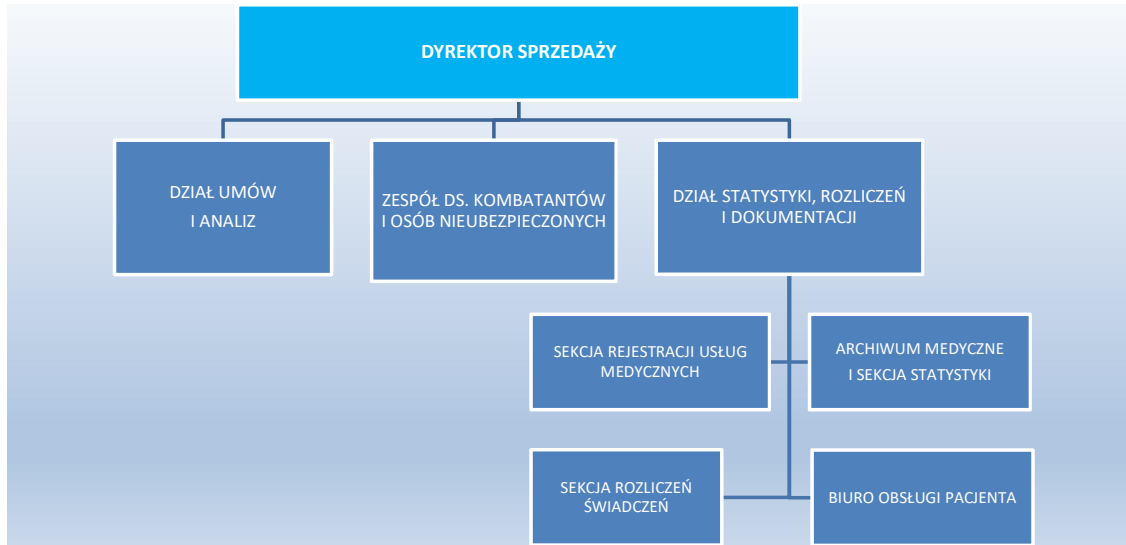 DYREKTOR SPRZEDAŻY
DZIAŁ UMÓW
I ANALIZ
ZESPÓŁ DS. KOMBATANTÓW
I OSÓB NIEUBEZPIECZONYCH
DZIAŁ STATYSTYKI, ROZLICZEŃ
I DOKUMENTACJI
SEKCJA REJESTRACJI USŁUG
MEDYCZNYCH
ARCHIWUM MEDYCZNE
I SEKCJA STATYSTYKI
SEKCJA ROZLICZEŃ
ŚWIADCZEŃ
BIURO OBSŁUGI PACJENTA